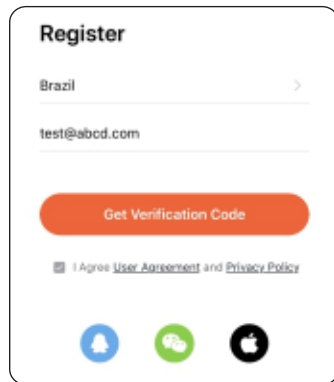 Register
Brazil
test@abcd.com
Get Verification Code
I Agree User Agreement and Privacy Policy